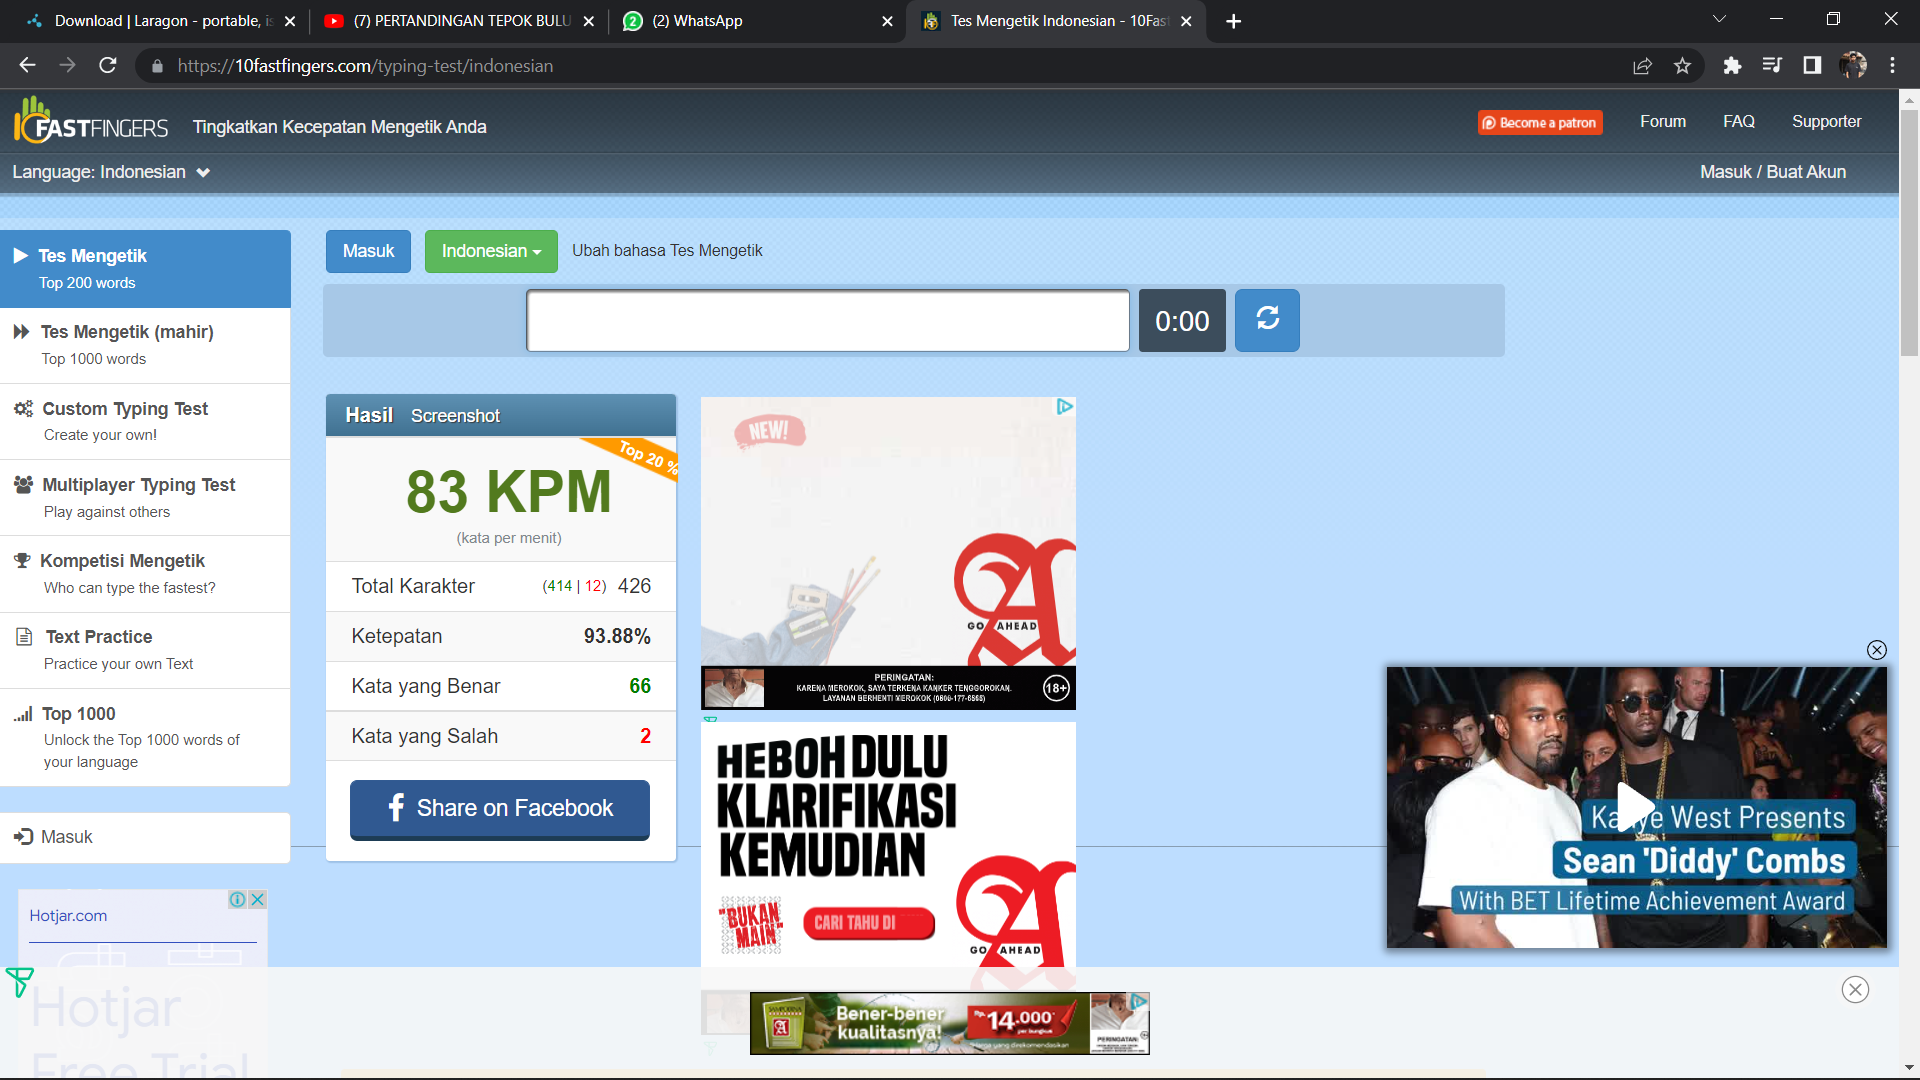 Download | Laragon - portable, is
(7) PERTANDINGAN TEPOK BULU
(2) WhatsApp
Tes Mengetik Indonesian - 10Fast
https://10fastfingers.com/typing-test/indonesian
FASTFINGERS
Tingkatkan Kecepatan Mengetik Anda
Become a patron
Forum
FAQ
Supporter
Language: Indonesian
Masuk / Buat Akun
Tes Mengetik
Top 200 words
Tes Mengetik (mahir)
Top 1000 words
Custom Typing Test
Create your own!
Multiplayer Typing Test
Play against others
Kompetisi Mengetik
Who can type the fastest?
Text Practice
Practice your own Text
Top 1000
Unlock the Top 1000 words of
your language
Masuk
Masuk
Indonesian
Ubah bahasa Tes Mengetik
0:00
Hasil
Screenshot
Top 20 %
83 KPM
(kata per menit)
Total Karakter (414 | 12) 426
Ketepatan 93.88%
Kata yang Benar 66
Kata yang Salah 2
Share on Facebook
NEW!
GO AHEAD
PERINGATAN:
KARENA MEROKOK, SAYA TERKENA KANKER TENGGOROKAN.
LAYANAN BERHENTI MEROKOK (0800-177-6565)
18+
HEBOH DULU
KLARIFIKASI
KEMUDIAN
"BUKAN
MAIN"
CARI TAHU DI
GO AHEAD
Kanye West Presents
Sean 'Diddy' Combs
With BET Lifetime Achievement Award
Hotjar.com
Hotjar
Free Trial
Bener-bener
kualitasnya!
Rp14.000*
per bungkus
*Harga yang direkomendasikan
PERINGATAN: